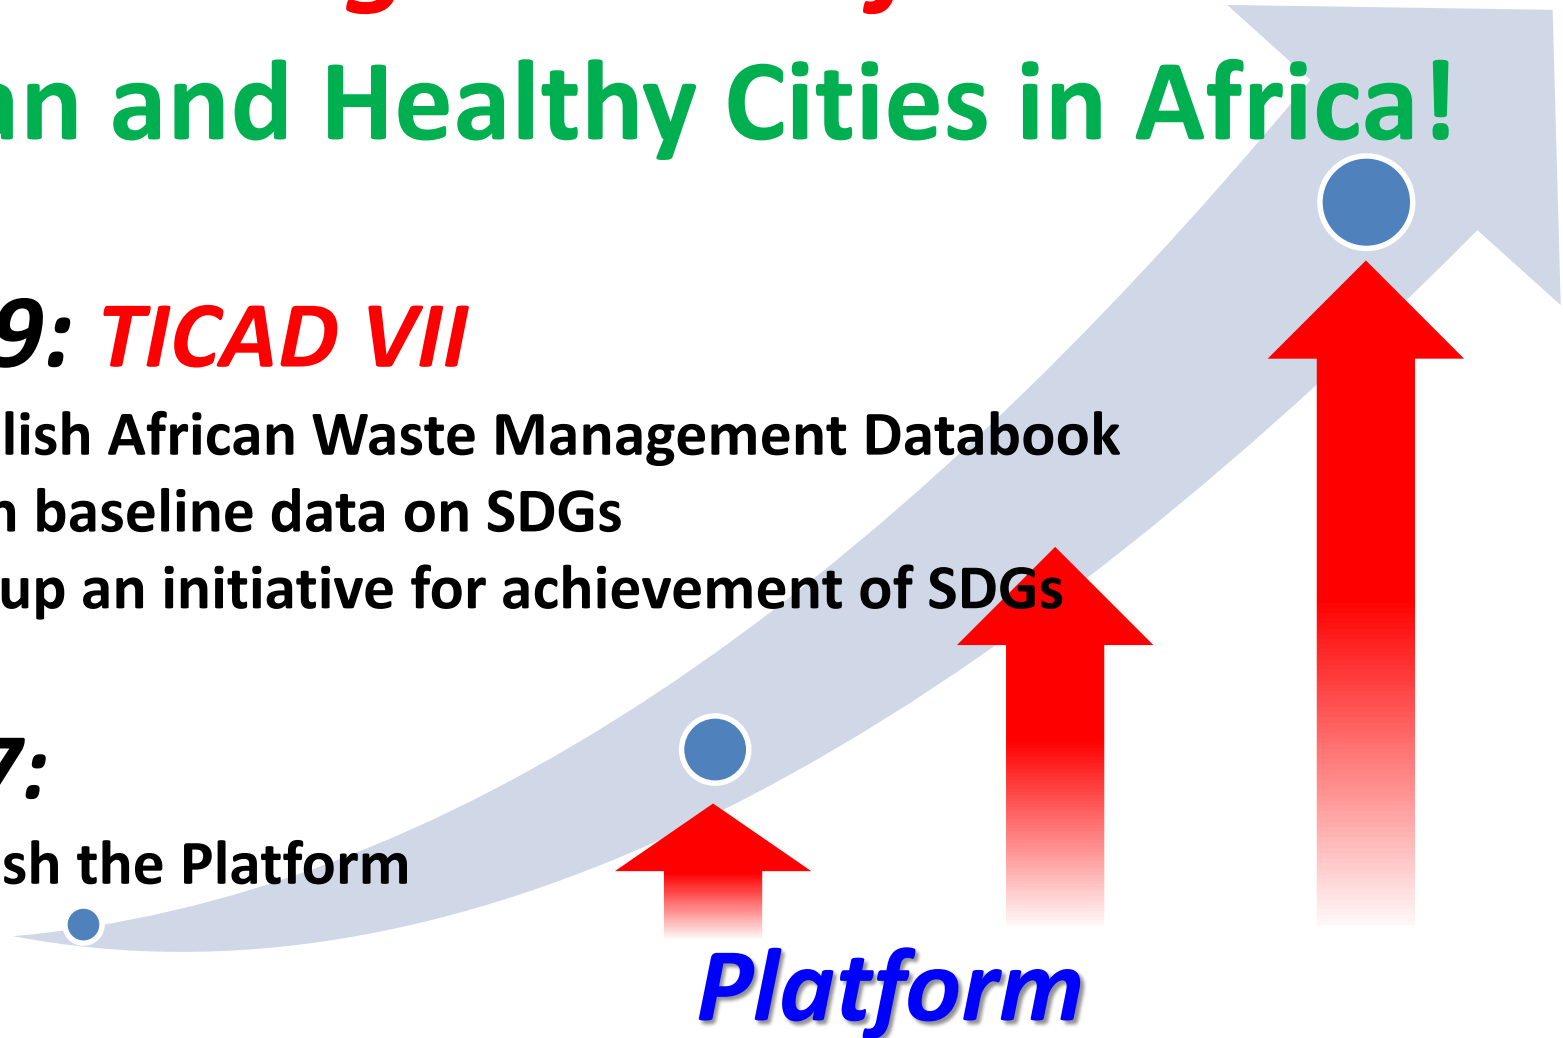 an and Healthy Cities in Africa!
9: TICAD VII
lish African Waste Management Databook
baseline data on SDGs
up an initiative for achievement of SDGs
7:
sh the Platform
Platform